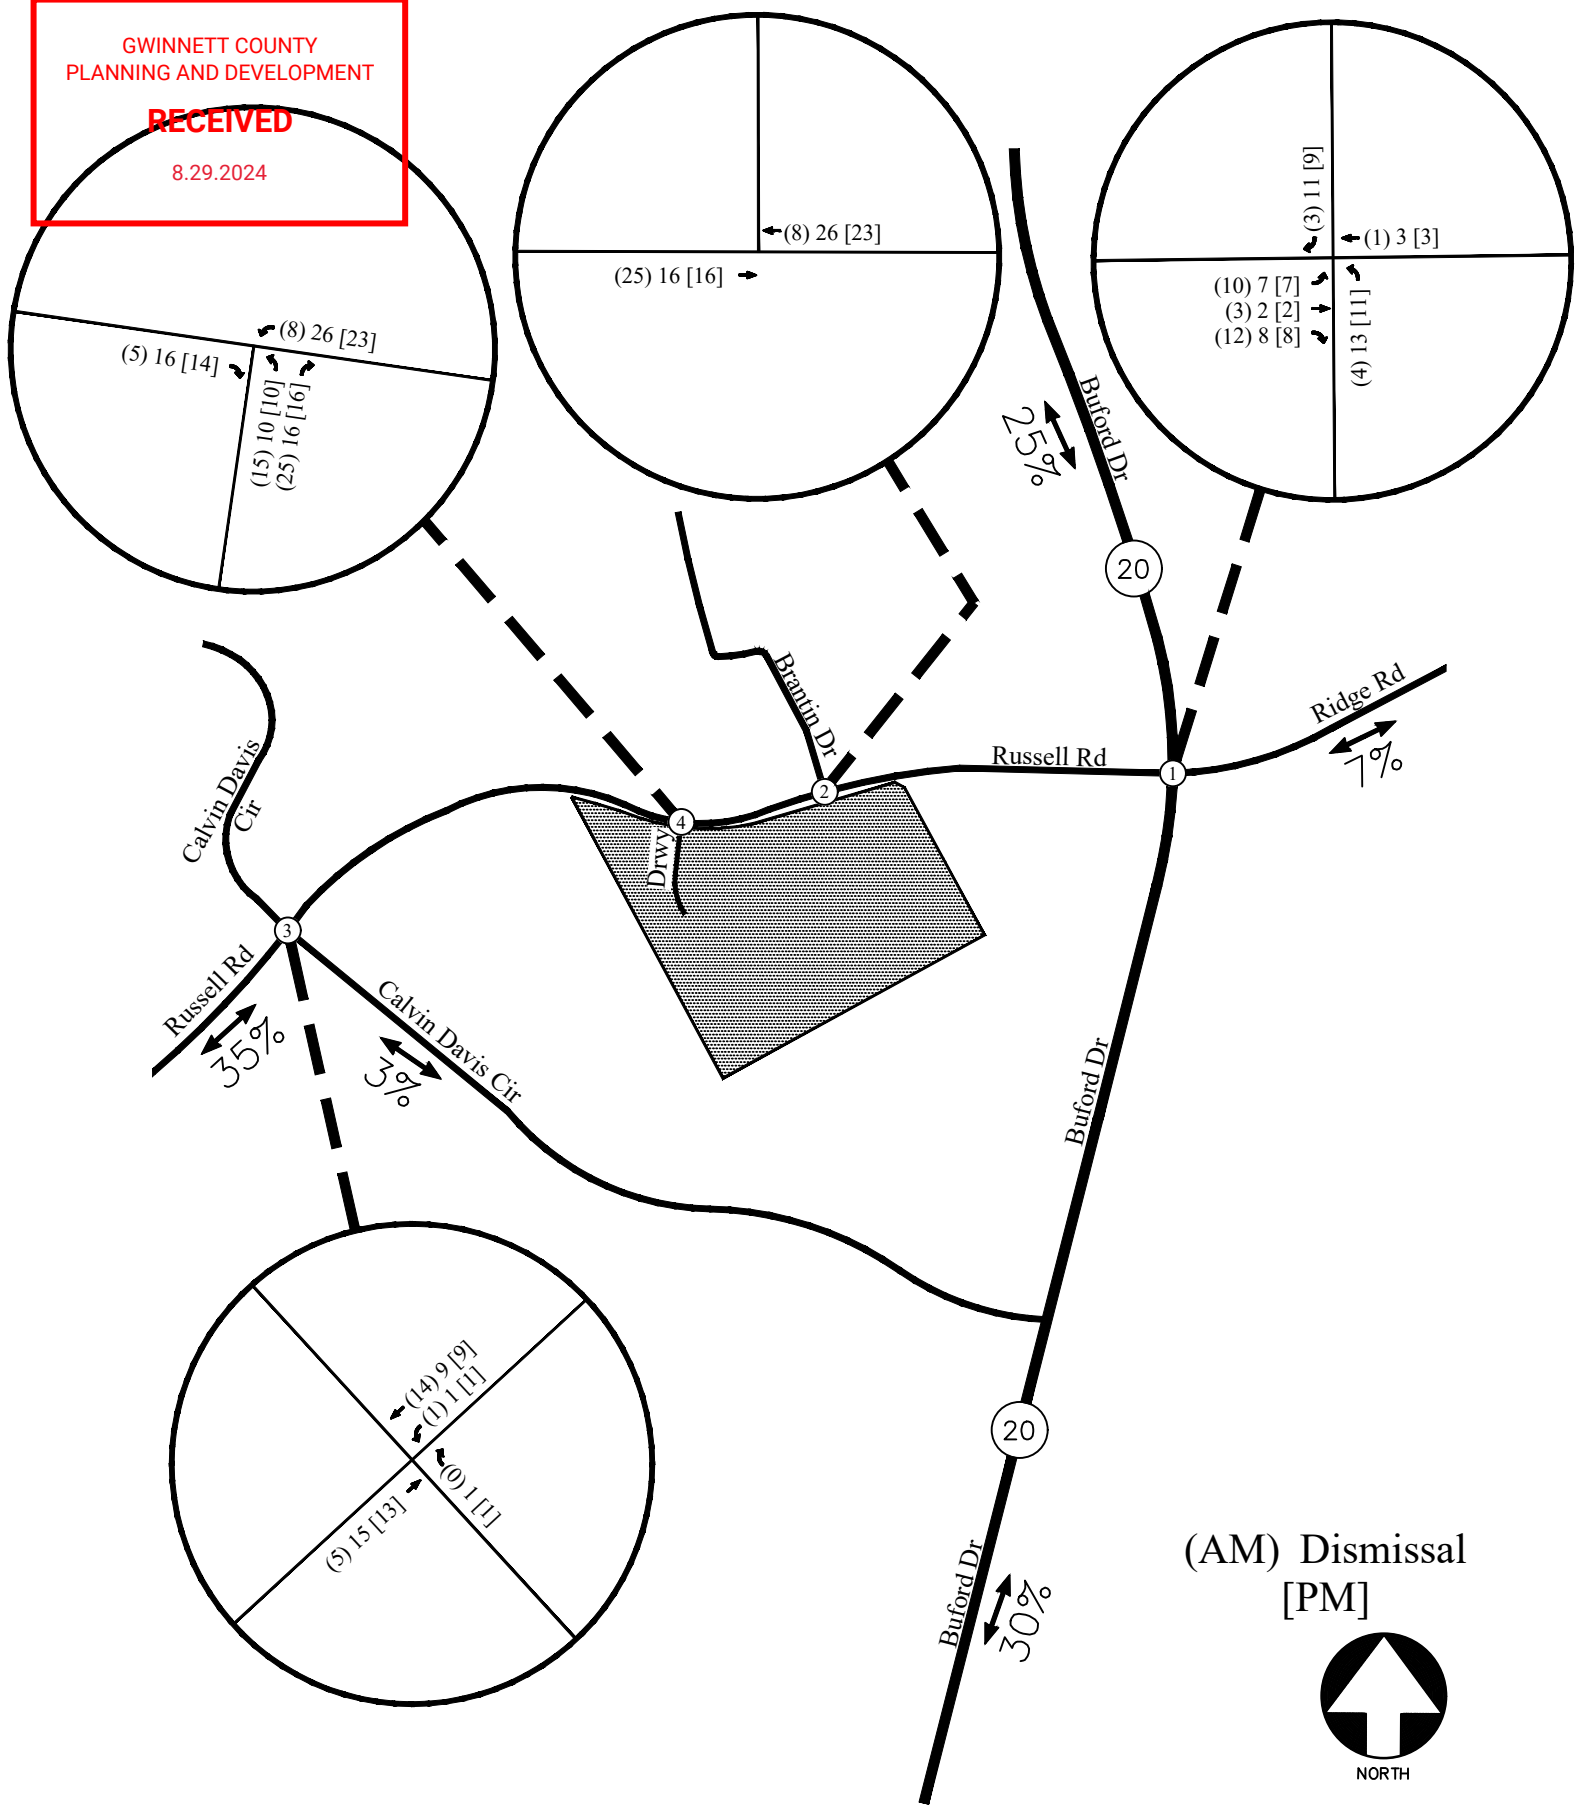 GWINNETT COUNTY
PLANNING AND DEVELOPMENT
RECEIVED
8.29.2024
(8) 26 [23]
(5) 16 [14]
(15) 10 [10]
(25) 16 [16]
(8) 26 [23]
(25) 16 [16]
(3) 11 [9]
(1) 3 [3]
(10) 7 [7]
(3) 2 [2]
(12) 8 [8]
(4) 13 [11]
Buford Dr
25%
20
Brantin Dr
Ridge Rd
7%
Russell Rd
1
2
4
Drwy
Calvin Davis
Cir
3
Russell Rd
35%
Calvin Davis Cir
3%
Buford Dr
(14) 9 [9]
(1) 1 [1]
(0) 1 [1]
(5) 15 [13]
20
Buford Dr
30%
(AM) Dismissal
[PM]
NORTH